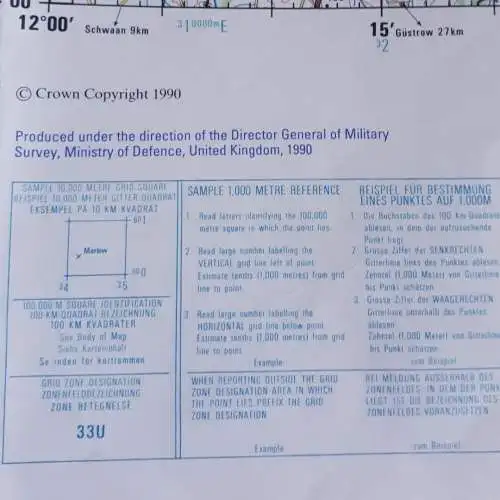 00
12°00′ Schwaan 9km
31 0000m E
15′ Güstrow 27km
32
© Crown Copyright 1990
Produced under the direction of the Director General of Military
Survey, Ministry of Defence, United Kingdom, 1990
SAMPLE 10,000 METRE GRID SQUARE
BEISPIEL 10,000 METER GITTER QUADRAT
EKSEMPEL PÅ 10 KM KVADRAT
Marlow
100,000 M SQUARE IDENTIFICATION
100 KM-QUADRAT BEZEICHNUNG
100 KM KVADRATER
See Body of Map
Siehe Karteninhalt
Se inden for kortrammen
GRID ZONE DESIGNATION
ZONENFELDBEZEICHNUNG
ZONE BETEGNELSE
33U
SAMPLE 1,000 METRE REFERENCE
1. Read letters identifying the 100,000
metre square in which the point lies.
2. Read large number labelling the
VERTICAL grid line left of point.
Estimate tenths (1,000 metres) from grid
line to point.
3. Read large number labelling the
HORIZONTAL grid line below point.
Estimate tenths (1,000 metres) from grid
line to point.
Example
WHEN REPORTING OUTSIDE THE GRID
ZONE DESIGNATION AREA IN WHICH
THE POINT LIES PREFIX THE GRID
ZONE DESIGNATION
Example
BEISPIEL FÜR BESTIMMUNG
EINES PUNKTES AUF 1,000M
1. Die Buchstaben des 100 Km-Quadrats
ablesen, in dem der aufzusuchende
Punkt liegt
2. Grosse Ziffer der SENKRECHTEN
Gitterlinie links des Punktes ablesen
Zehntel (1,000 Meter) von Gitterlinie
bis Punkt schätzen
3. Grosse Ziffer der WAAGERECHTEN
Gitterlinie unterhalb des Punktes
ablesen
Zehntel (1,000 Meter) von Gitterlinie
bis Punkt schätzen
zum Beispiel
BEI MELDUNG AUSSERHALB DES
ZONENFELDES IN DEM DER PUNKT
LIEGT IST DIE BEZEICHNUNG DES
ZONENFELDES VORANZUSETZEN
zum Beispiel